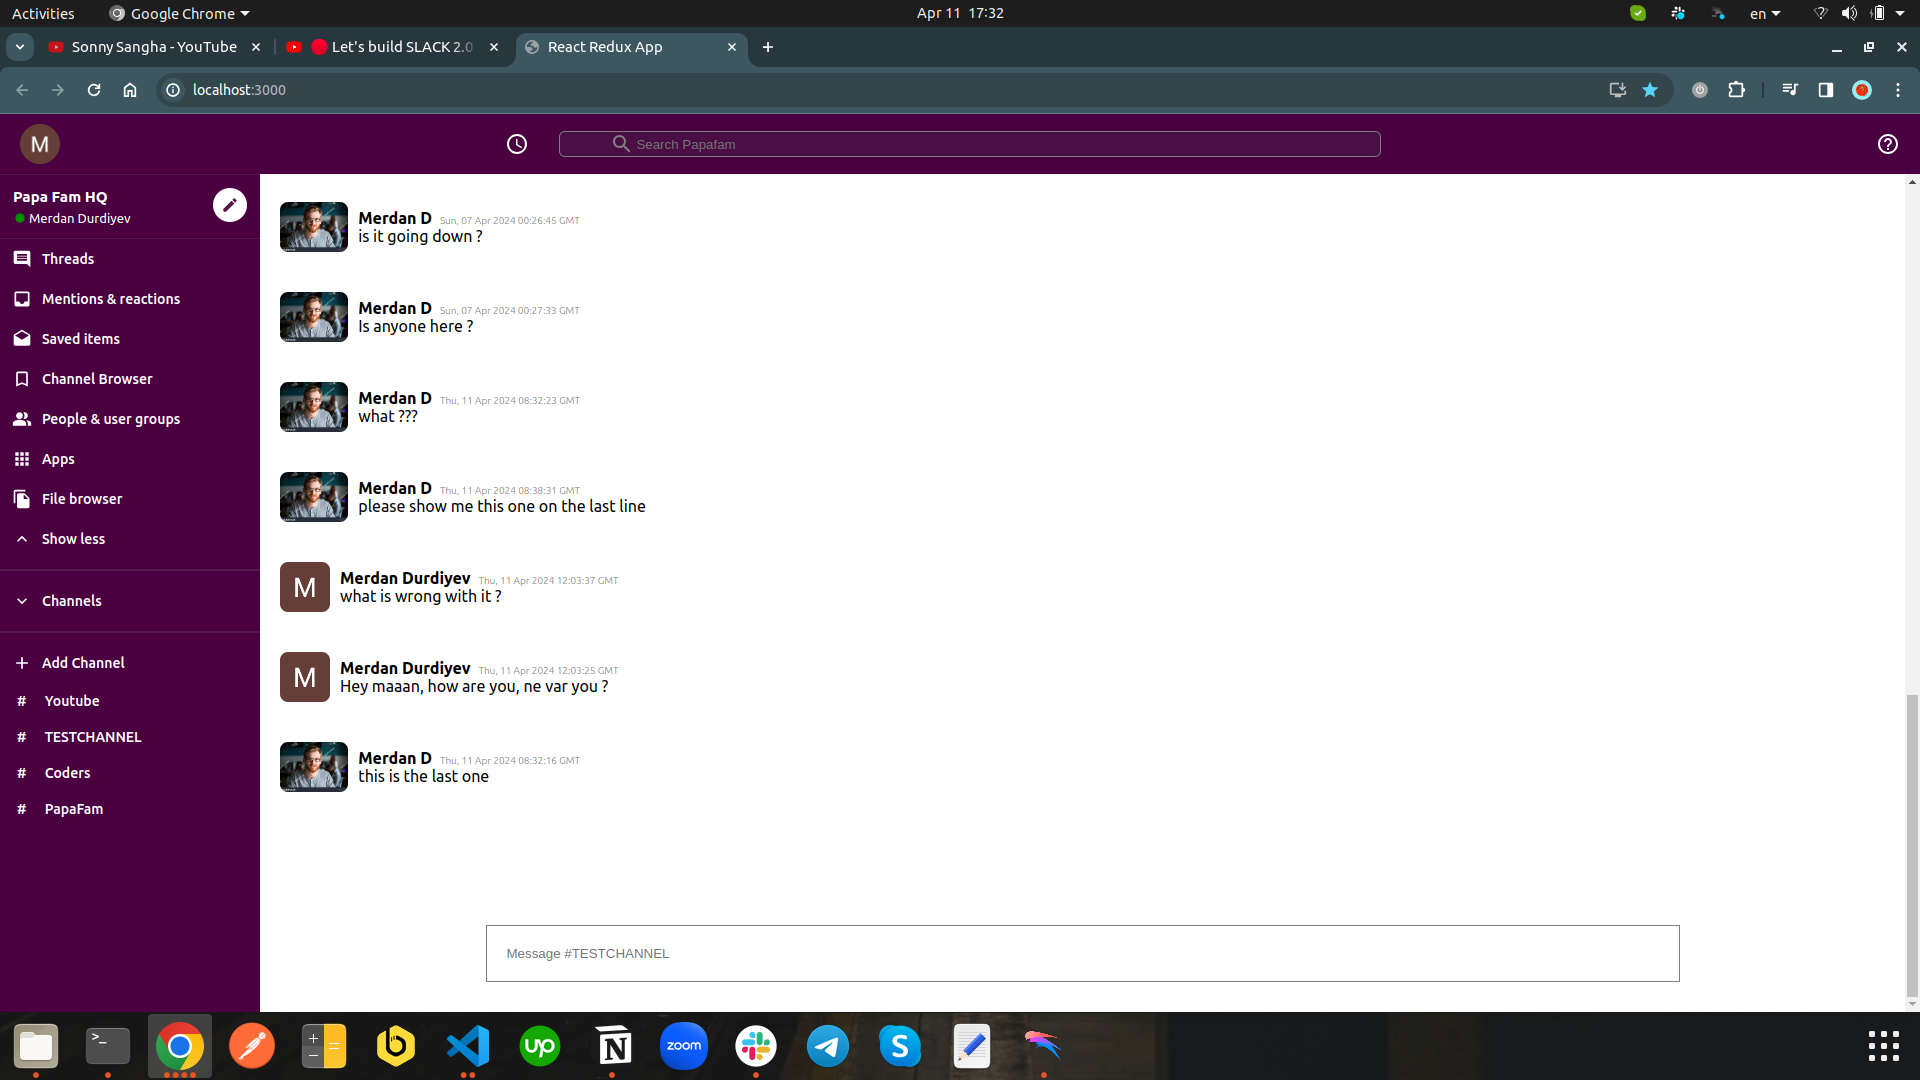 Activities
Google Chrome
Apr 11 17:32
en
Sonny Sangha - YouTube
Let's build SLACK 2.0
React Redux App
localhost:3000
M
Search Papafam
Papa Fam HQ
Merdan Durdiyev
Threads
Mentions & reactions
Saved items
Channel Browser
People & user groups
Apps
File browser
Show less
Channels
Add Channel
# Youtube
# TESTCHANNEL
# Coders
# PapaFam
Merdan D Sun, 07 Apr 2024 00:26:45 GMT
is it going down ?
Merdan D Sun, 07 Apr 2024 00:27:33 GMT
Is anyone here ?
Merdan D Thu, 11 Apr 2024 08:32:23 GMT
what ???
Merdan D Thu, 11 Apr 2024 08:38:31 GMT
please show me this one on the last line
M
Merdan Durdiyev Thu, 11 Apr 2024 12:03:37 GMT
what is wrong with it ?
M
Merdan Durdiyev Thu, 11 Apr 2024 12:03:25 GMT
Hey maaan, how are you, ne var you ?
Merdan D Thu, 11 Apr 2024 08:32:16 GMT
this is the last one
Message #TESTCHANNEL
>_
up
N
zoom
S